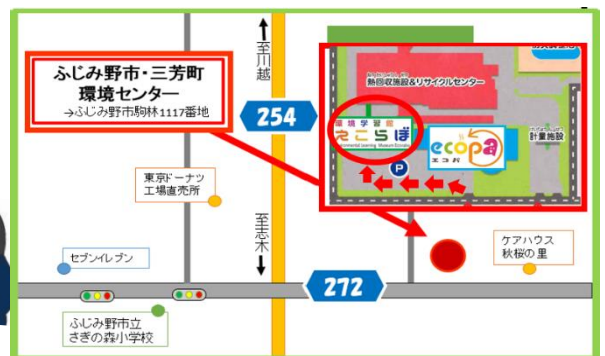 ふじみ野市・三芳町
環境センター
→ふじみ野市駒林1117番地
至川越
254
熱回収施設&リサイクルセンター
環境学習館
えこらぼ
ecopa
エコパ
計量施設
P
東京ドーナツ
工場直売所
至志木
セブンイレブン
272
ケアハウス
秋桜の里
ふじみ野市立
さぎの森小学校